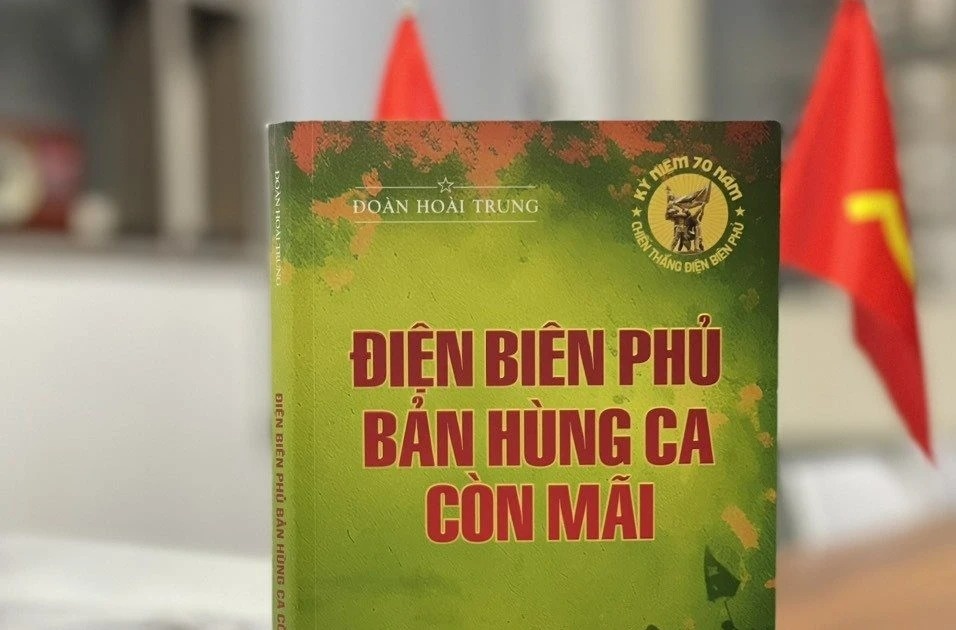 ĐOÀN HOÀI TRUNG
KỶ NIỆM 70 NĂM
CHIẾN THẮNG ĐIỆN BIÊN PHỦ
ĐIỆN BIÊN PHỦ
BẢN HÙNG CA
CÒN MÃI
ĐOÀN HOÀI TRUNG
ĐIỆN BIÊN PHỦ BẢN HÙNG CA CÒ